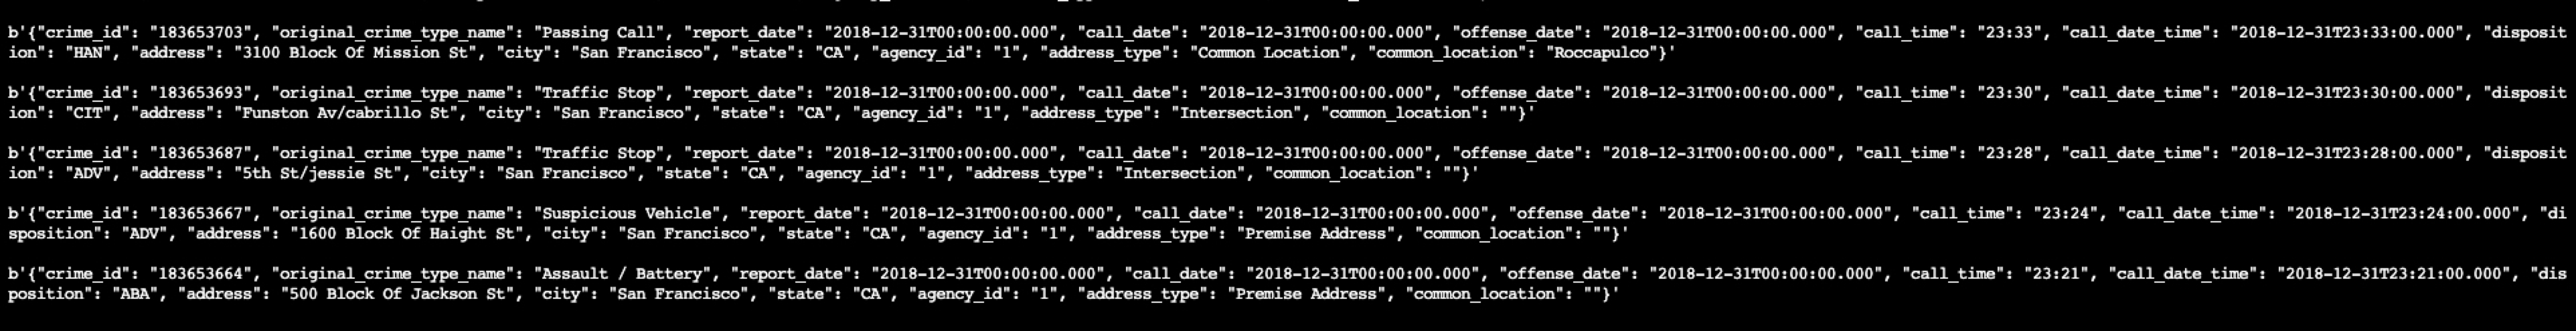 b'{"crime_id": "183653703", "original_crime_type_name": "Passing Call", "report_date": "2018-12-31T00:00:00.000", "call_date": "2018-12-31T00:00:00.000", "offense_date": "2018-12-31T00:00:00.000", "call_time": "23:33", "call_date_time": "2018-12-31T23:33:00.000", "disposit
ion": "HAN", "address": "3100 Block Of Mission St", "city": "San Francisco", "state": "CA", "agency_id": "1", "address_type": "Common Location", "common_location": "Roccapulco"}'
b'{"crime_id": "183653693", "original_crime_type_name": "Traffic Stop", "report_date": "2018-12-31T00:00:00.000", "call_date": "2018-12-31T00:00:00.000", "offense_date": "2018-12-31T00:00:00.000", "call_time": "23:30", "call_date_time": "2018-12-31T23:30:00.000", "disposit
ion": "CIT", "address": "Funston Av/cabrillo St", "city": "San Francisco", "state": "CA", "agency_id": "1", "address_type": "Intersection", "common_location": ""}'
b'{"crime_id": "183653687", "original_crime_type_name": "Traffic Stop", "report_date": "2018-12-31T00:00:00.000", "call_date": "2018-12-31T00:00:00.000", "offense_date": "2018-12-31T00:00:00.000", "call_time": "23:28", "call_date_time": "2018-12-31T23:28:00.000", "disposit
ion": "ADV", "address": "5th St/jessie St", "city": "San Francisco", "state": "CA", "agency_id": "1", "address_type": "Intersection", "common_location": ""}'
b'{"crime_id": "183653667", "original_crime_type_name": "Suspicious Vehicle", "report_date": "2018-12-31T00:00:00.000", "call_date": "2018-12-31T00:00:00.000", "offense_date": "2018-12-31T00:00:00.000", "call_time": "23:24", "call_date_time": "2018-12-31T23:24:00.000", "di
sposition": "ADV", "address": "1600 Block Of Haight St", "city": "San Francisco", "state": "CA", "agency_id": "1", "address_type": "Premise Address", "common_location": ""}'
b'{"crime_id": "183653664", "original_crime_type_name": "Assault / Battery", "report_date": "2018-12-31T00:00:00.000", "call_date": "2018-12-31T00:00:00.000", "offense_date": "2018-12-31T00:00:00.000", "call_time": "23:21", "call_date_time": "2018-12-31T23:21:00.000", "dis
position": "ABA", "address": "500 Block Of Jackson St", "city": "San Francisco", "state": "CA", "agency_id": "1", "address_type": "Premise Address", "common_location": ""}'